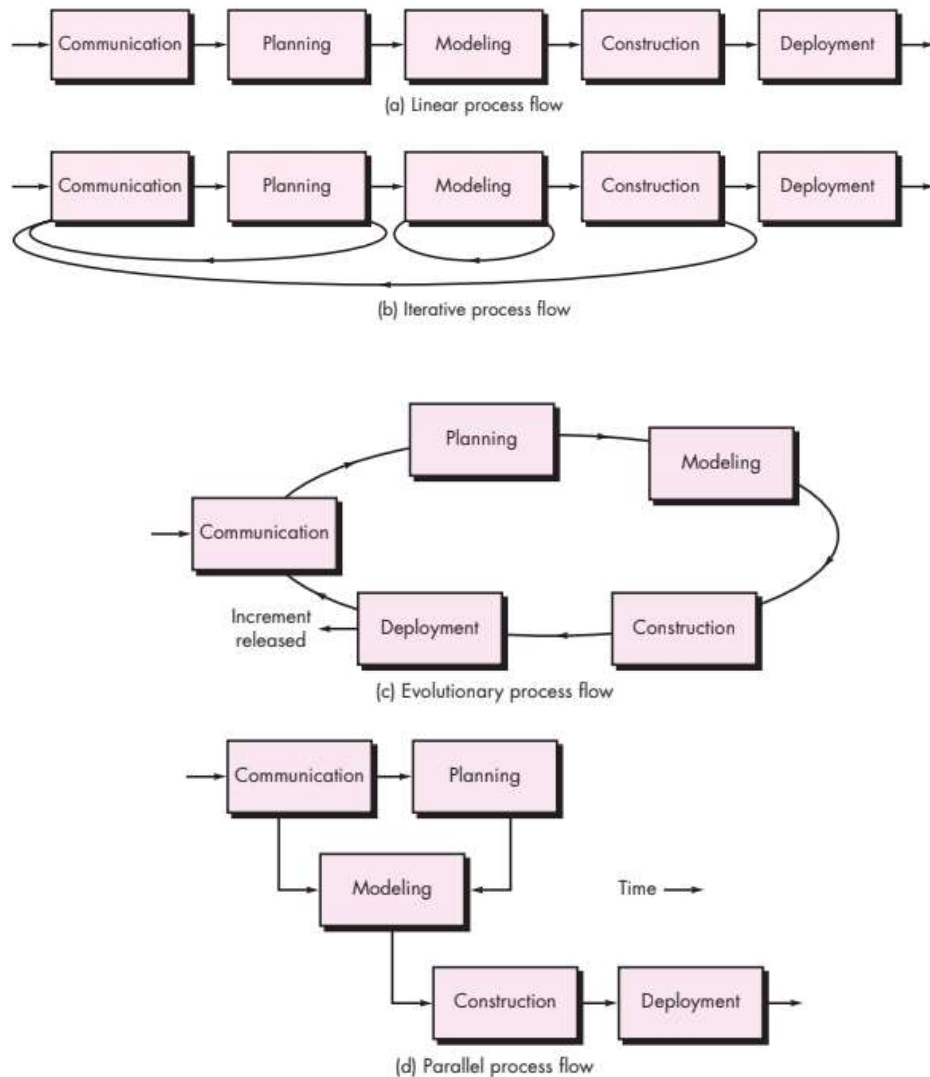 Communication
Planning
Modeling
Construction
Deployment
(a) Linear process flow
Communication
Planning
Modeling
Construction
Deployment
(b) Iterative process flow
Planning
Modeling
Communication
Increment
released
Deployment
Construction
(c) Evolutionary process flow
Communication
Planning
Modeling
Time
Construction
Deployment
(d) Parallel process flow